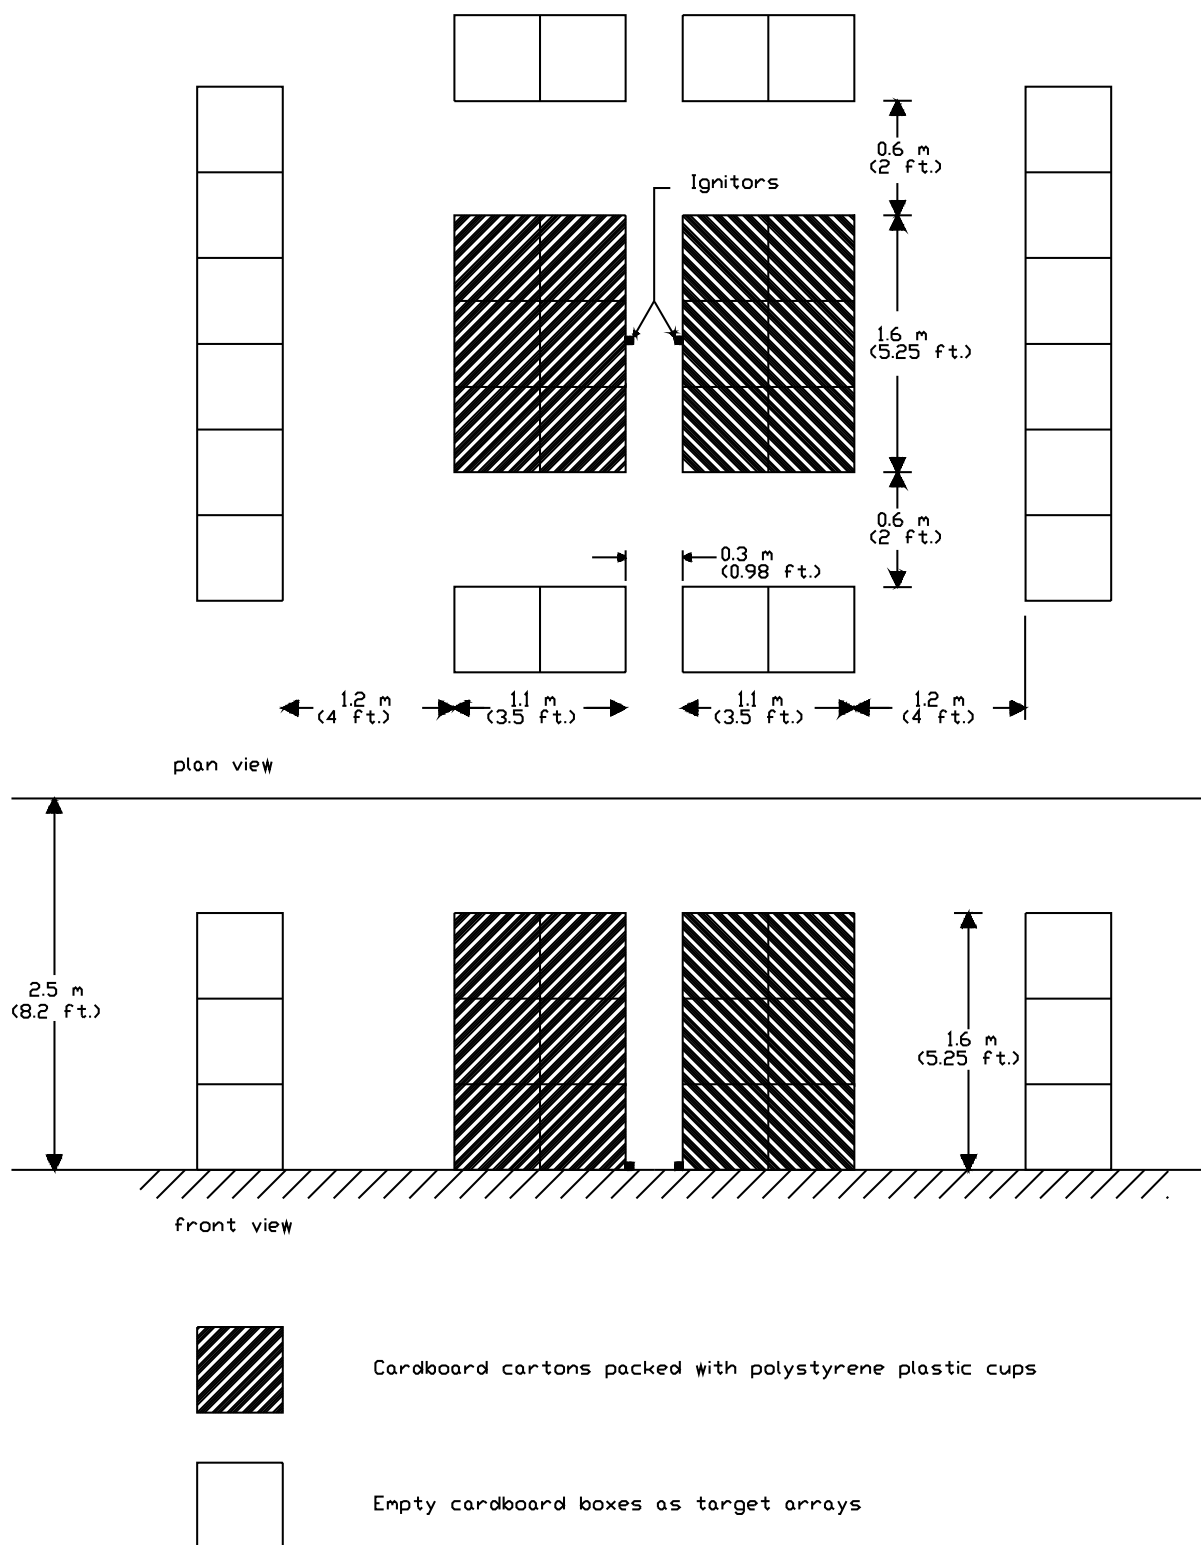 0.6 m
(2 ft.)
Ignitors
1.6 m
(5.25 ft.)
0.6 m
(2 ft.)
0.3 m
(0.98 ft.)
1.2 m
(4 ft.)
1.1 m
(3.5 ft.)
1.1 m
(3.5 ft.)
1.2 m
(4 ft.)
plan view
2.5 m
(8.2 ft.)
1.6 m
(5.25 ft.)
front view
Cardboard cartons packed with polystyrene plastic cups
Empty cardboard boxes as target arrays